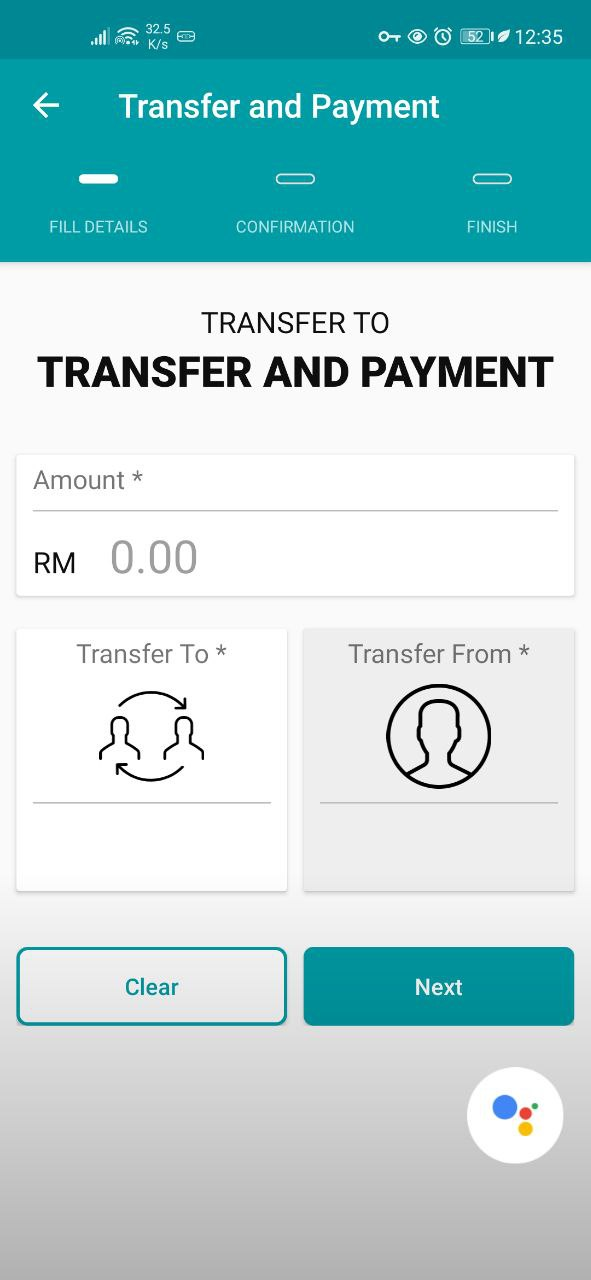 32.5
K/s
52
12:35
Transfer and Payment
FILL DETAILS
CONFIRMATION
FINISH
TRANSFER TO
TRANSFER AND PAYMENT
Amount *
RM 0.00
Transfer To *
Transfer From *
Clear
Next